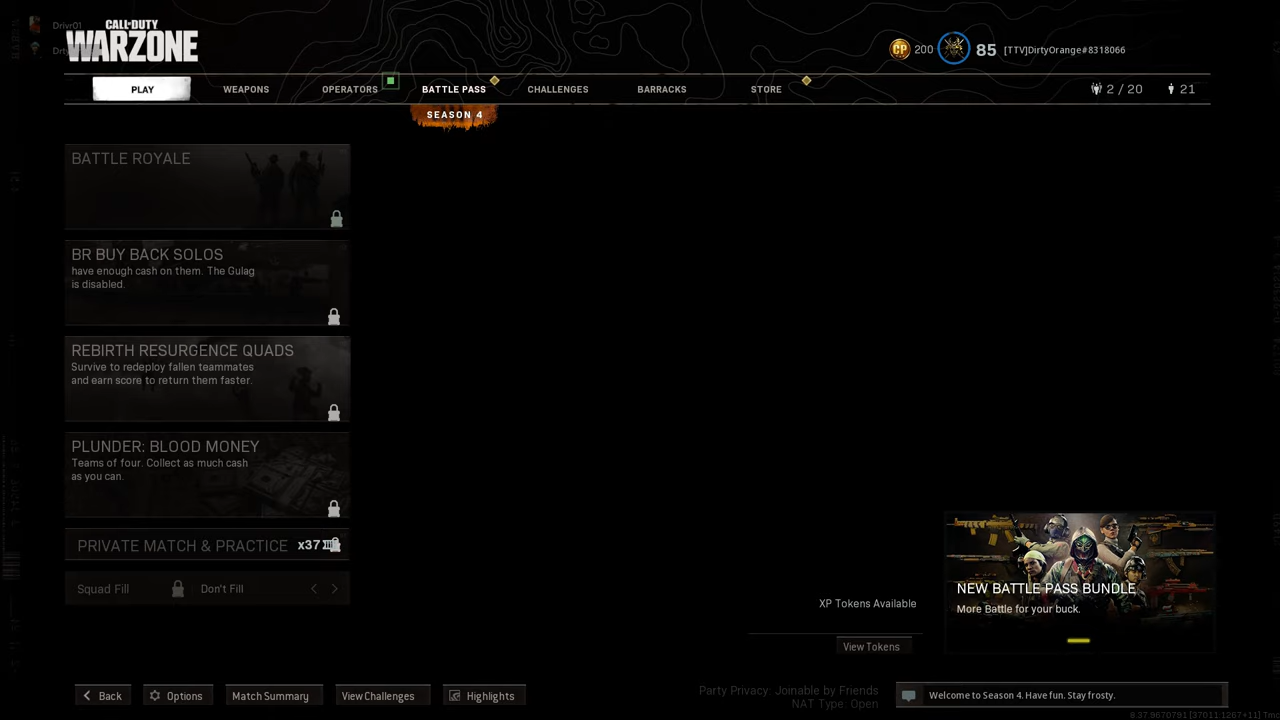 Drivr01
CALL OF DUTY
WARZONE
CP 200
85
[TTV]DirtyOrange#8318066
PLAY
WEAPONS
OPERATORS
BATTLE PASS
CHALLENGES
BARRACKS
STORE
2 / 20
21
SEASON 4
BATTLE ROYALE
BR BUY BACK SOLOS
have enough cash on them. The Gulag
is disabled.
REBIRTH RESURGENCE QUADS
Survive to redeploy fallen teammates
and earn score to return them faster.
PLUNDER: BLOOD MONEY
Teams of four. Collect as much cash
as you can.
PRIVATE MATCH & PRACTICE
x37
Squad Fill
Don't Fill
XP Tokens Available
View Tokens
NEW BATTLE PASS BUNDLE
More Battle for your buck.
Back
Options
Match Summary
View Challenges
Highlights
Party Privacy: Joinable by Friends
NAT Type: Open
Welcome to Season 4. Have fun. Stay frosty.